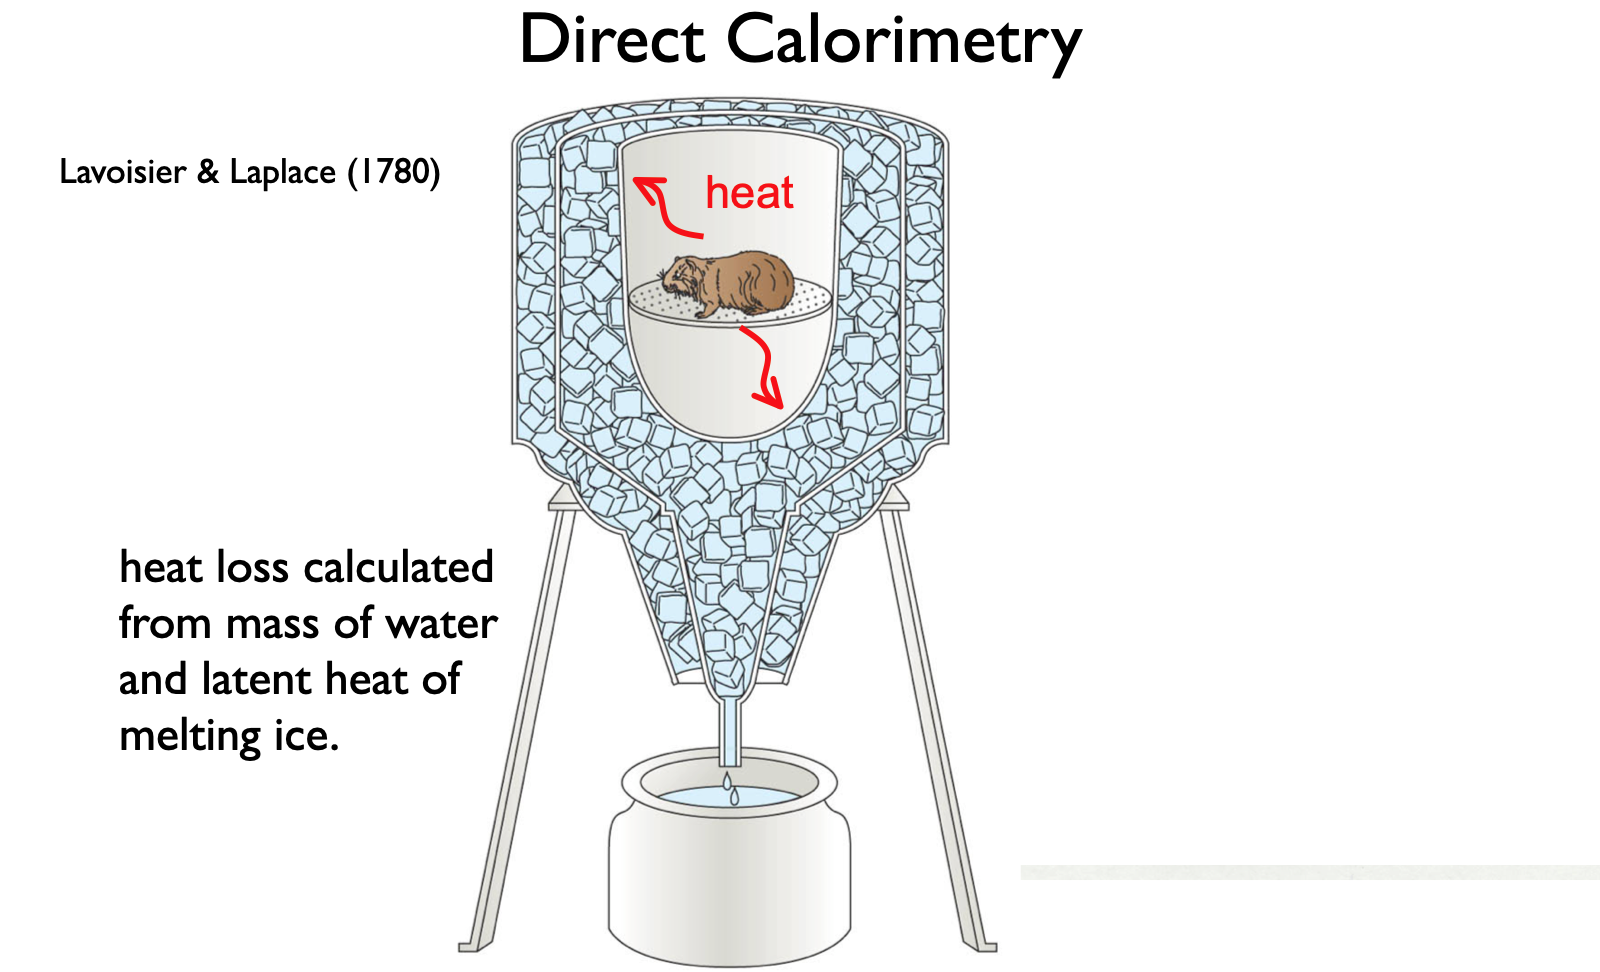 Direct Calorimetry
Lavoisier & Laplace (1780)
heat
heat loss calculated
from mass of water
and latent heat of
melting ice.